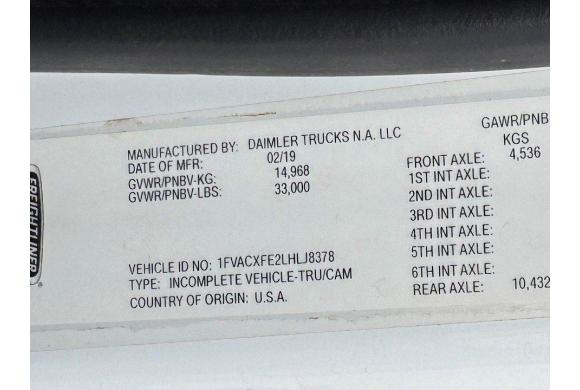 MANUFACTURED BY: DAIMLER TRUCKS N.A. LLC
DATE OF MFR: 02/19
GVWR/PNBV-KG: 14,968
GVWR/PNBV-LBS: 33,000
VEHICLE ID NO: 1FVACXFE2LHLJ8378
TYPE: INCOMPLETE VEHICLE-TRU/CAM
COUNTRY OF ORIGIN: U.S.A.
GAWR/PNB
KGS
FRONT AXLE: 4,536
1ST INT AXLE:
2ND INT AXLE:
3RD INT AXLE:
4TH INT AXLE:
5TH INT AXLE:
6TH INT AXLE:
REAR AXLE: 10,432
FREIGHTLINER